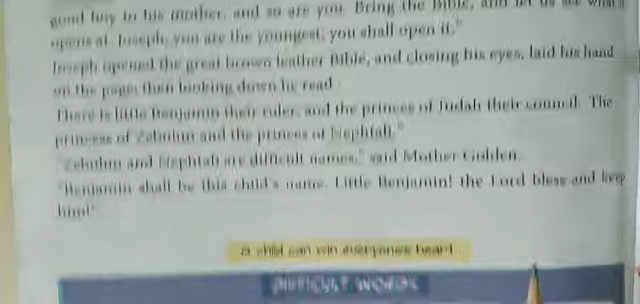 good boy to his mother, and so are you. Bring the Bible, and let us see what it
opens at. Joseph, you are the youngest, you shall open it."
Joseph opened the great brown leather Bible, and closing his eyes, laid his hand
on the page; then looking down he read:
There is little Benjamin their ruler, and the princes of Judah their council. The
princess of Zebulun and the princes of Nephtali."
"Zebulun and Nephtali are difficult names," said Mother Golden.
"Benjamin shall be this child's name. Little Benjamin! the Lord bless and keep
him!"
a child can win everyone's heart
DIFFICULT WORDS